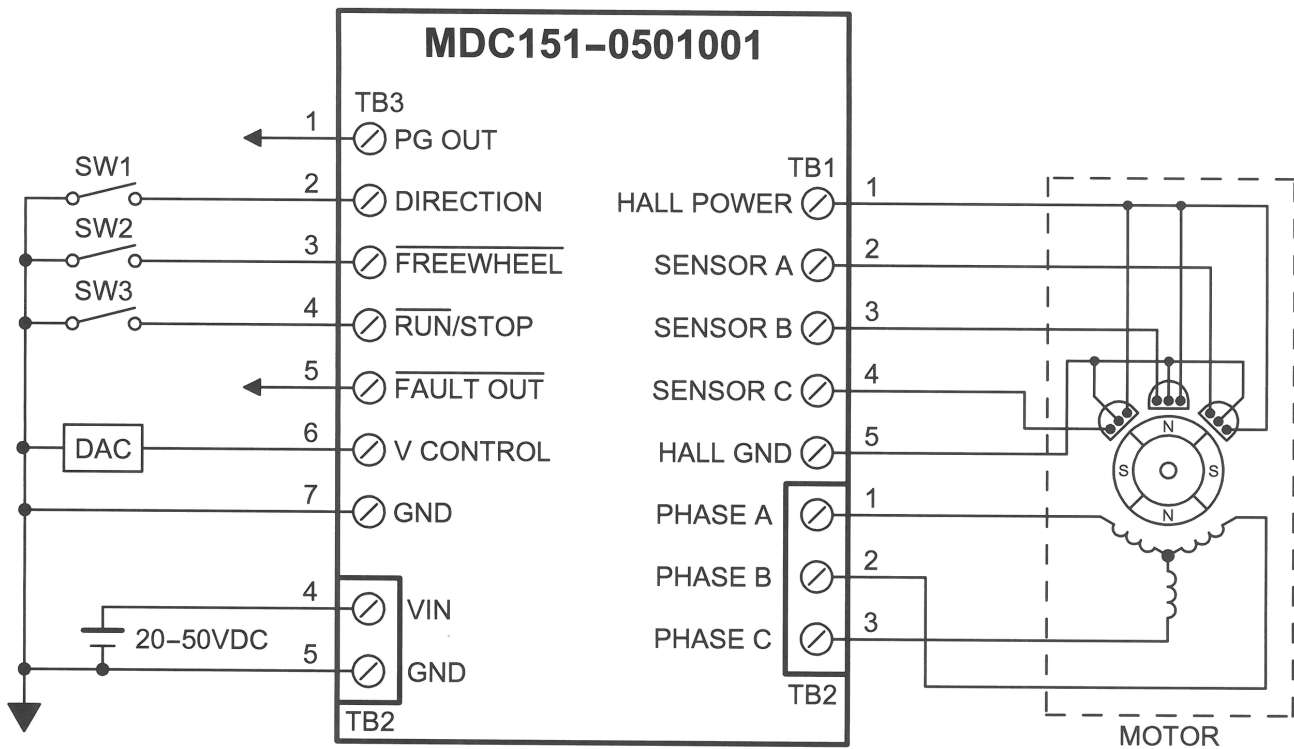 MDC151-0501001
TB3
1 PG OUT
SW1
2 DIRECTION
SW2
3 FREEWHEEL
SW3
4 RUN/STOP
5 FAULT OUT
DAC
6 V CONTROL
7 GND
4 VIN
20-50VDC
5 GND
TB2
TB1
HALL POWER 1
SENSOR A 2
SENSOR B 3
SENSOR C 4
HALL GND 5
PHASE A 1
PHASE B 2
PHASE C 3
TB2
N
S
S
N
MOTOR